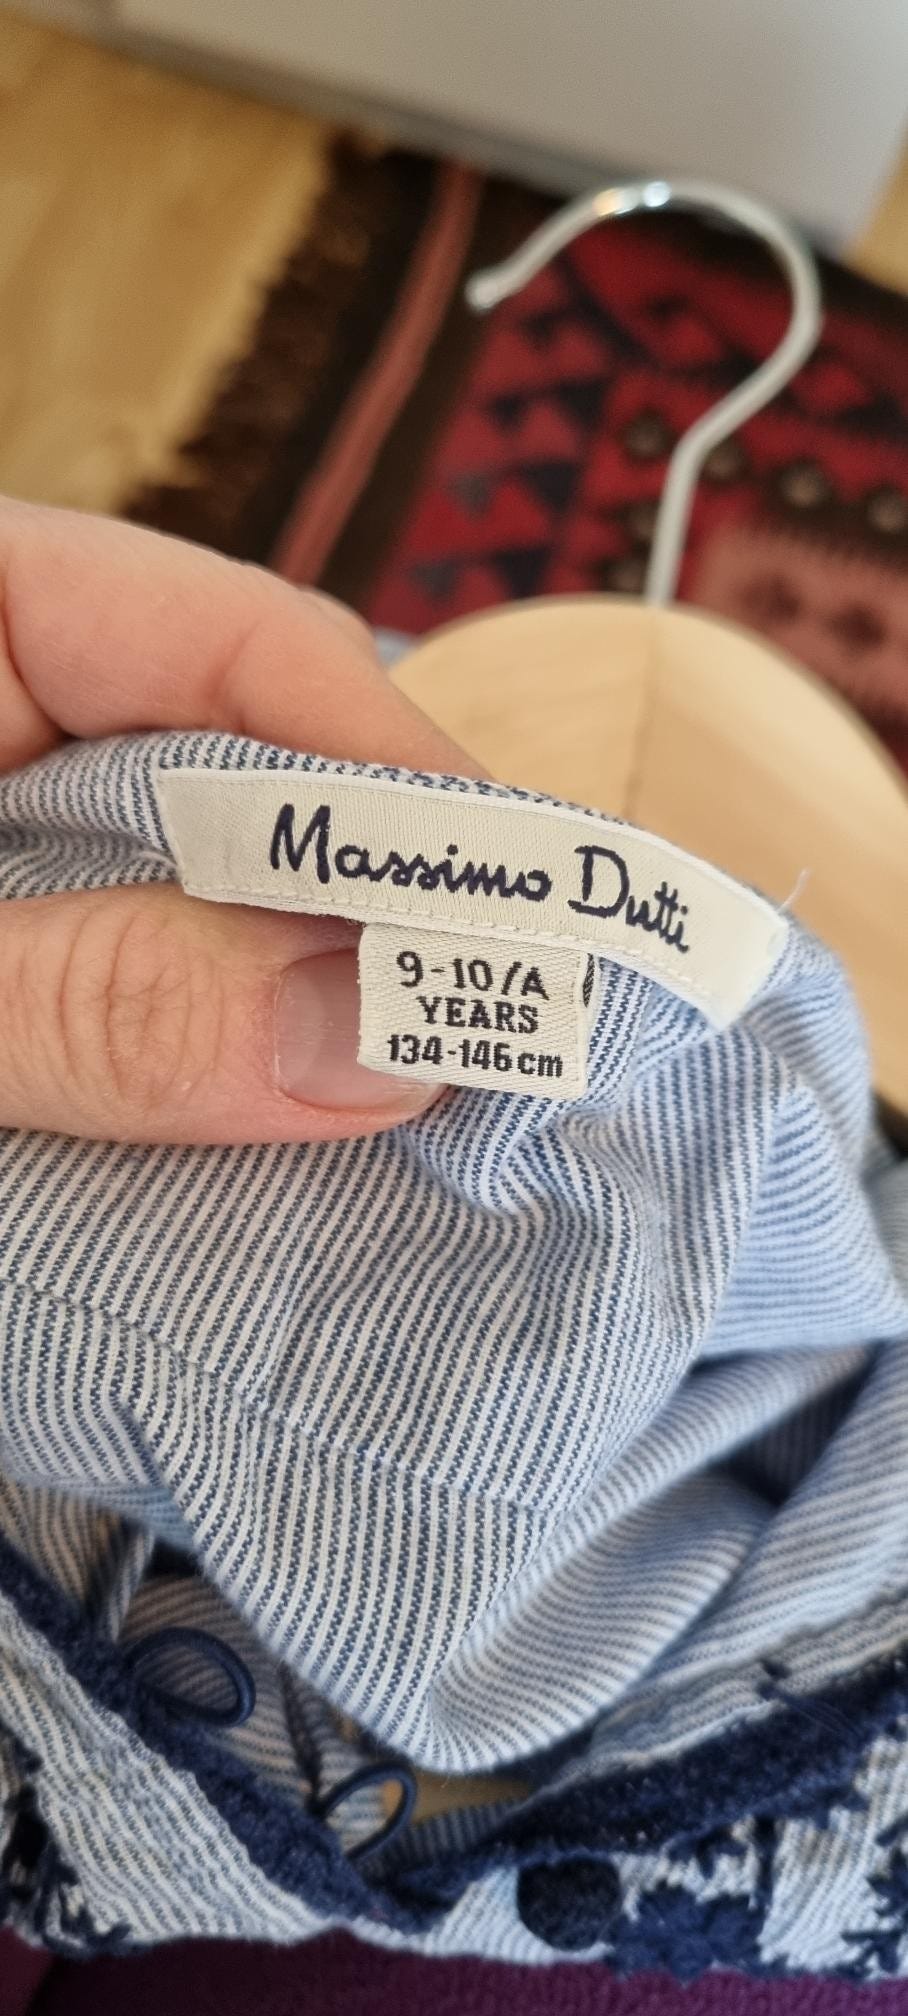 Massimo Dutti
9-10/A
YEARS
134-146cm